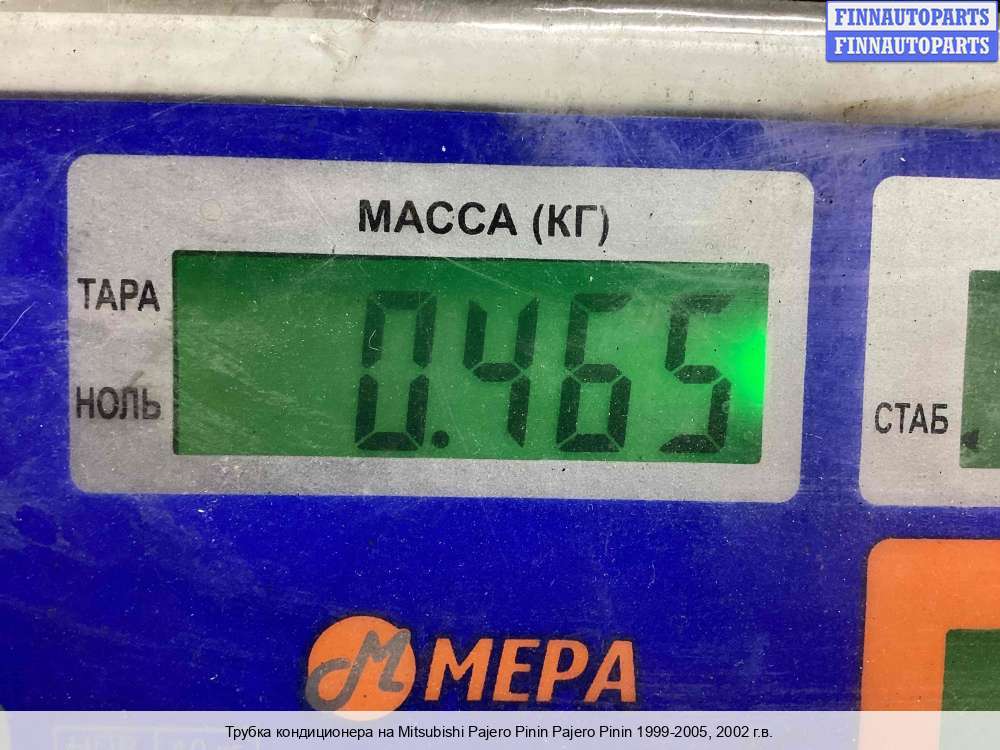 FINNAUTOPARTS
FINNAUTOPARTS
МАССА (КГ)
ТАРА
0.465
НОЛЬ
СТАБ
М МЕРА
Трубка кондиционера на Mitsubishi Pajero Pinin Pajero Pinin 1999-2005, 2002 г.в.